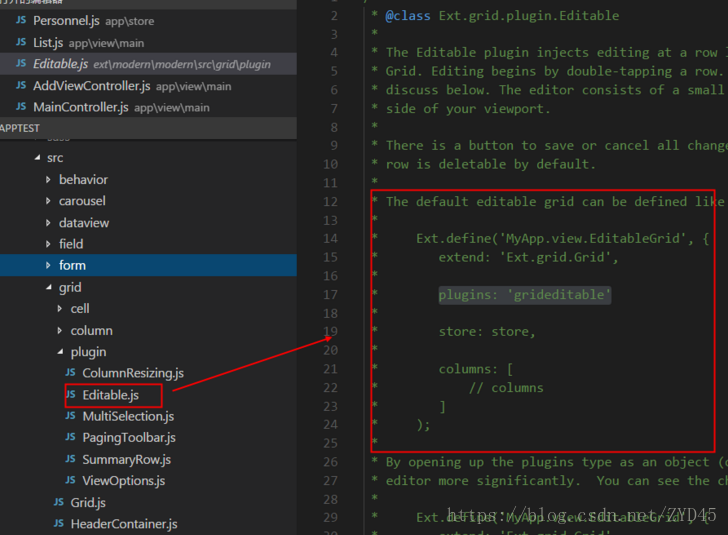 JS Personnel.js app\store
JS List.js app\view\main
JS Editable.js ext\modern\modern\src\grid\plugin
JS AddViewController.js app\view\main
JS MainController.js app\view\main
APPTEST
src
behavior
carousel
dataview
field
form
grid
cell
column
plugin
JS ColumnResizing.js
JS Editable.js
JS MultiSelection.js
JS PagingToolbar.js
JS SummaryRow.js
JS ViewOptions.js
JS Grid.js
JS HeaderContainer.js
2 * @class Ext.grid.plugin.Editable
3 *
4 * The Editable plugin injects editing at a row
5 * Grid. Editing begins by double-tapping a row.
6 * discuss below. The editor consists of a small
7 * side of your viewport.
8 *
9 * There is a button to save or cancel all change
10 * row is deletable by default.
11 *
12 * The default editable grid can be defined like
13 *
14 * Ext.define('MyApp.view.EditableGrid', {
15 * extend: 'Ext.grid.Grid',
16 *
17 * plugins: 'grideditable'
18 *
19 * store: store,
20 *
21 * columns: [
22 * // columns
23 * ]
24 * );
25 *
26 * By opening up the plugins type as an object (
27 * editor more significantly. You can see the ch
28 *
29 * Ext.define('MyApp.view.EditableGrid', {
* extend: 'Ext.grid.Grid',
https://blog.csdn.net/ZYD45